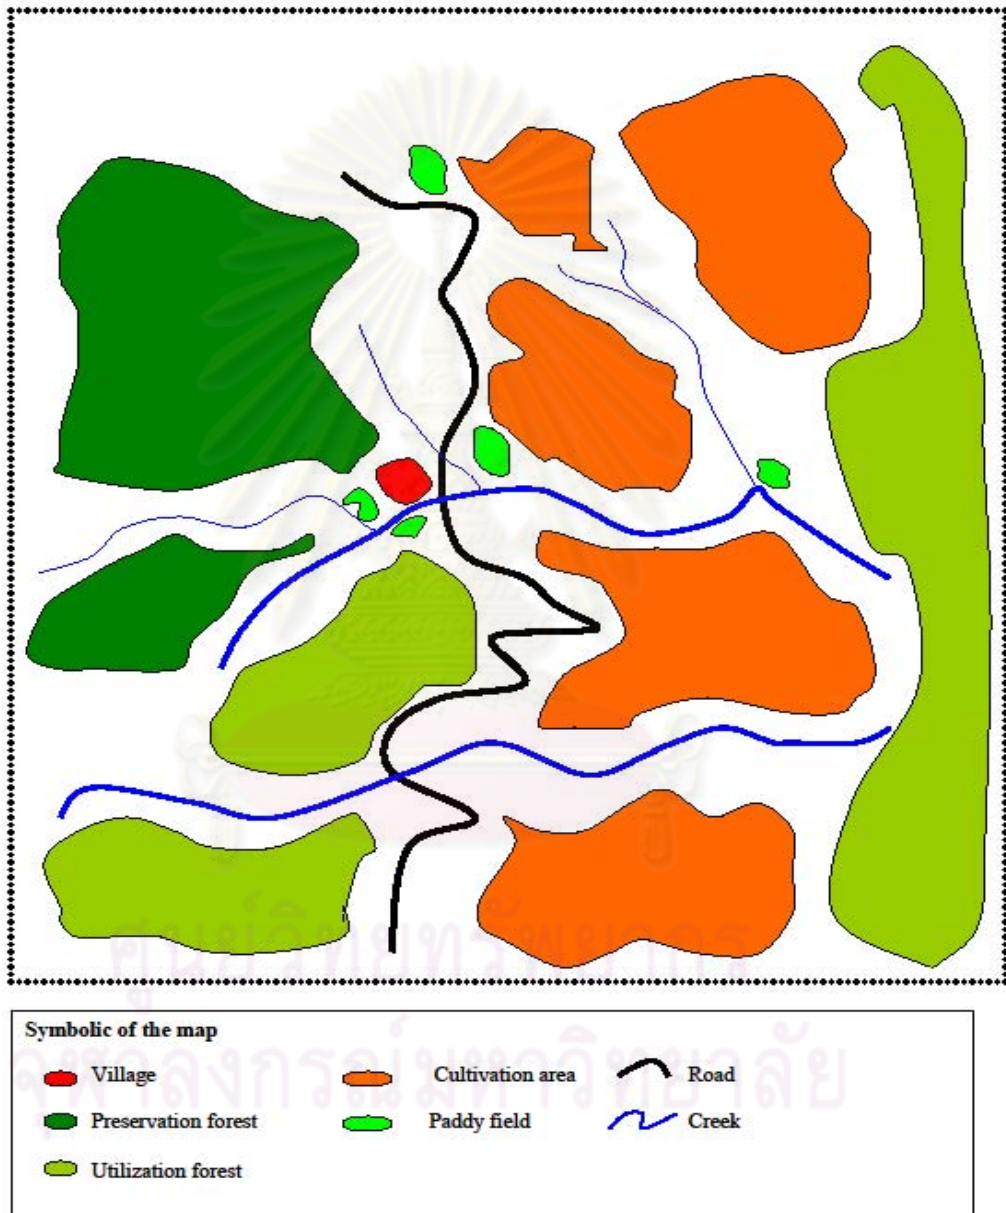 ศูนย์วิทยทรัพยากร
จุฬาลงกรณ์มหาวิทยาลัย
Symbolic of the map
Village Cultivation area Road
Preservation forest Paddy field Creek
Utilization forest